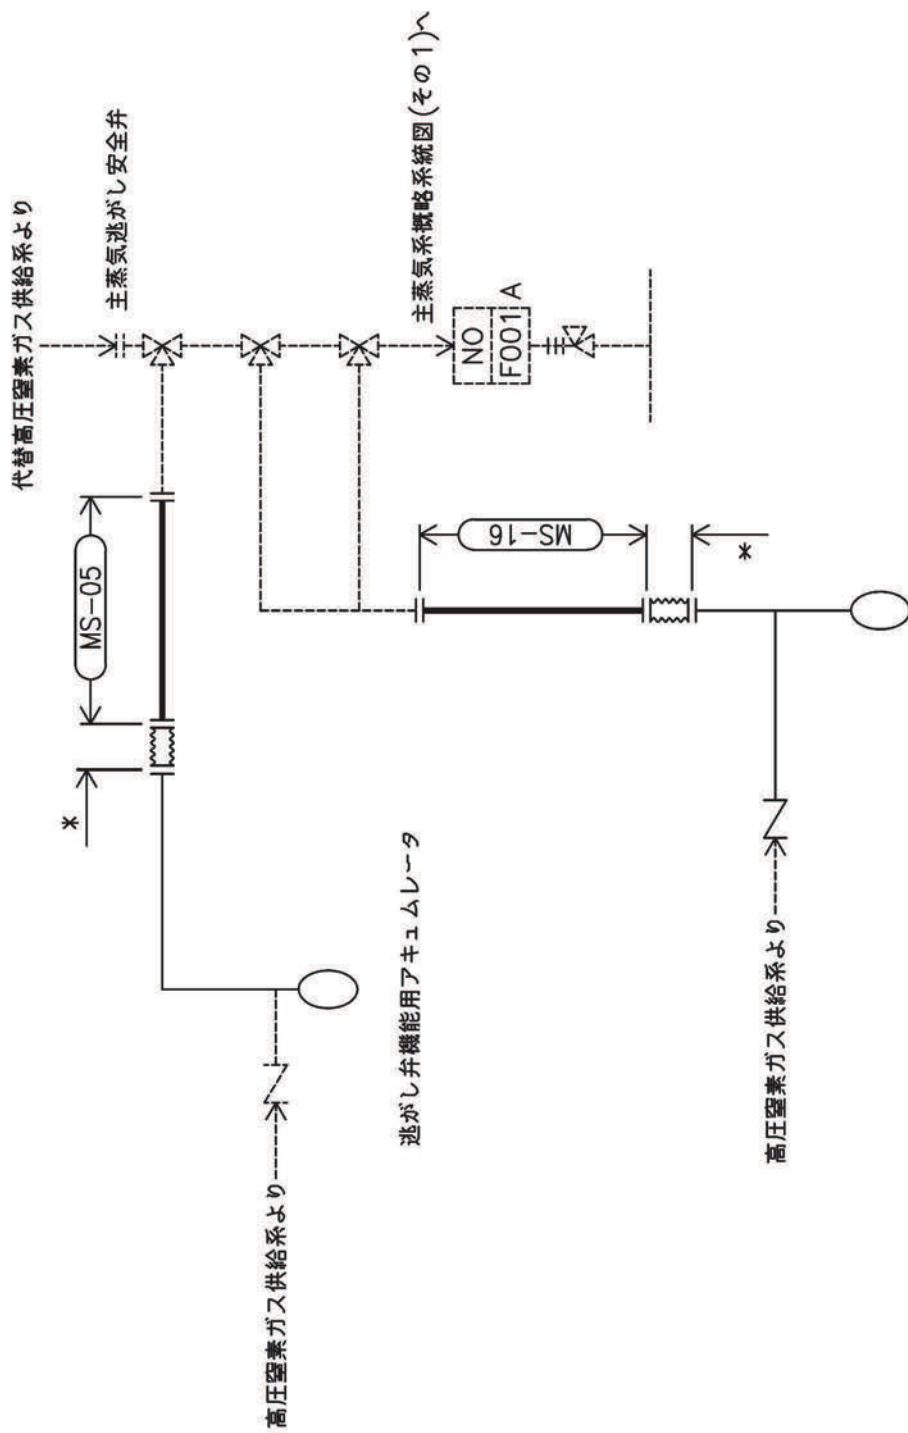 代替高圧窒素ガス供給系より
*
MS-05
主蒸気逃がし安全弁
高圧窒素ガス供給系より
逃がし弁機能用アキュムレータ
主蒸気系概略系統図(その1)へ
NO
F001 A
MS-16
*
高圧窒素ガス供給系より